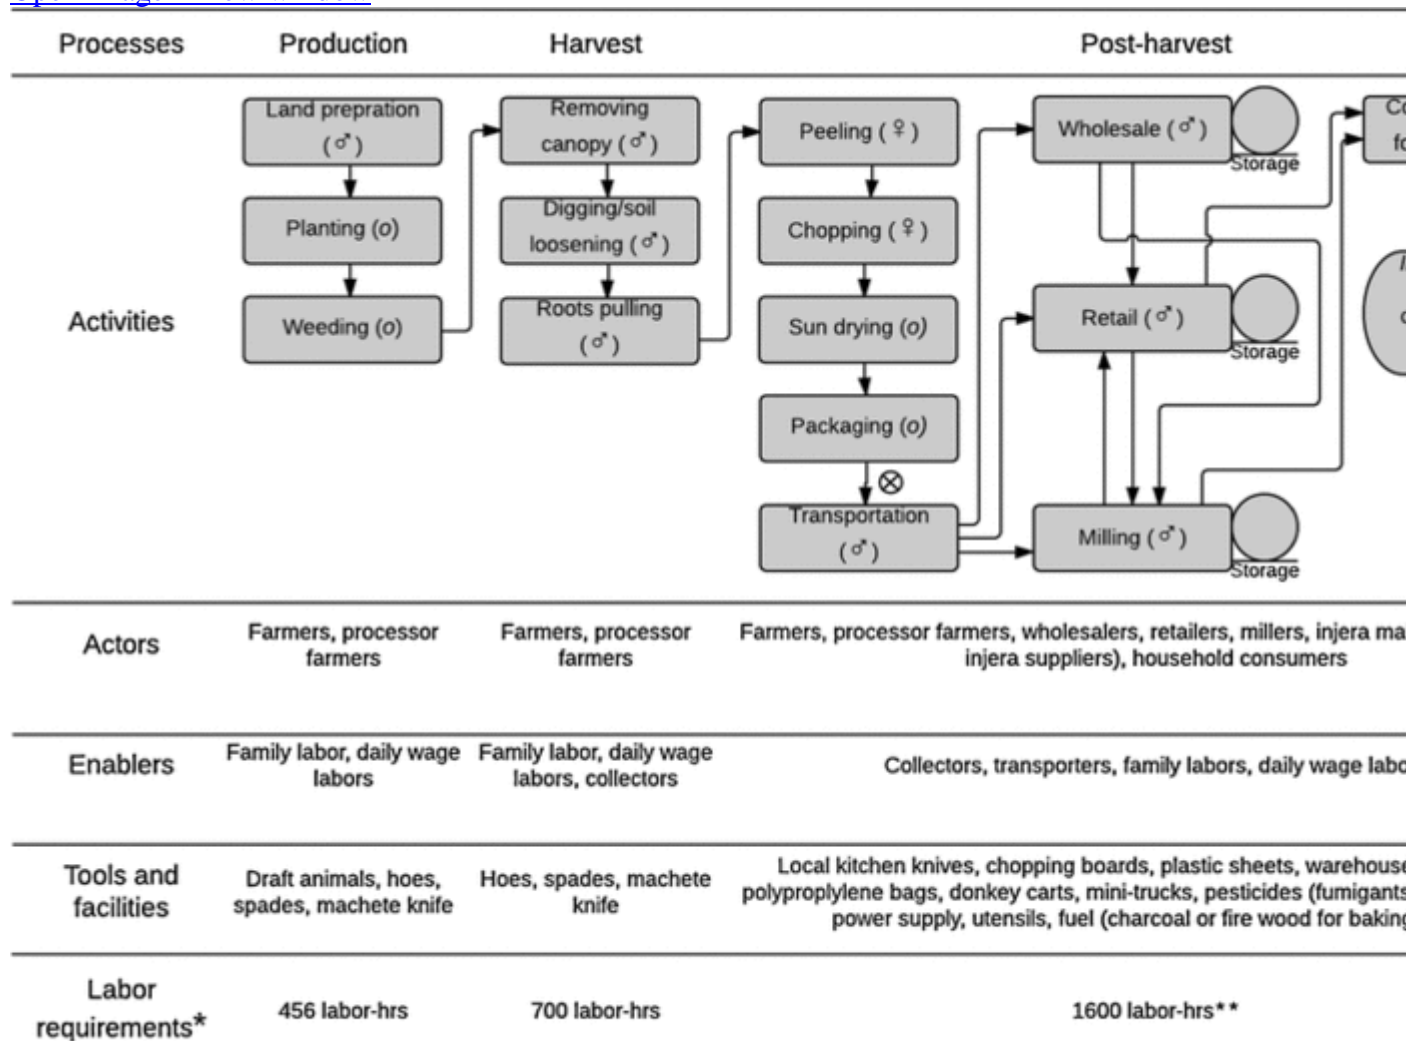 Processes
Production
Harvest
Post-harvest
Activities
Land prepration
(♂)
Planting (o)
Weeding (o)
Removing
canopy (♂)
Digging/soil
loosening (♂)
Roots pulling
(♂)
Peeling (♀)
Chopping (♀)
Sun drying (o)
Packaging (o)
Transportation
(♂)
Wholesale (♂)
Storage
Retail (♂)
Storage
Milling (♂)
Storage
Actors
Farmers, processor
farmers
Farmers, processor
farmers
Farmers, processor farmers, wholesalers, retailers, millers, injera
injera suppliers), household consumers
Enablers
Family labor, daily wage
labors
Family labor, daily wage
labors, collectors
Collectors, transporters, family labors, daily wage
Tools and
facilities
Draft animals, hoes,
spades, machete knife
Hoes, spades, machete
knife
Local kitchen knives, chopping boards, plastic sheets, warehouse
polyproplylene bags, donkey carts, mini-trucks, pesticides (fumigants
power supply, utensils, fuel (charcoal or fire wood for baking
Labor
requirements*
456 labor-hrs
700 labor-hrs
1600 labor-hrs**